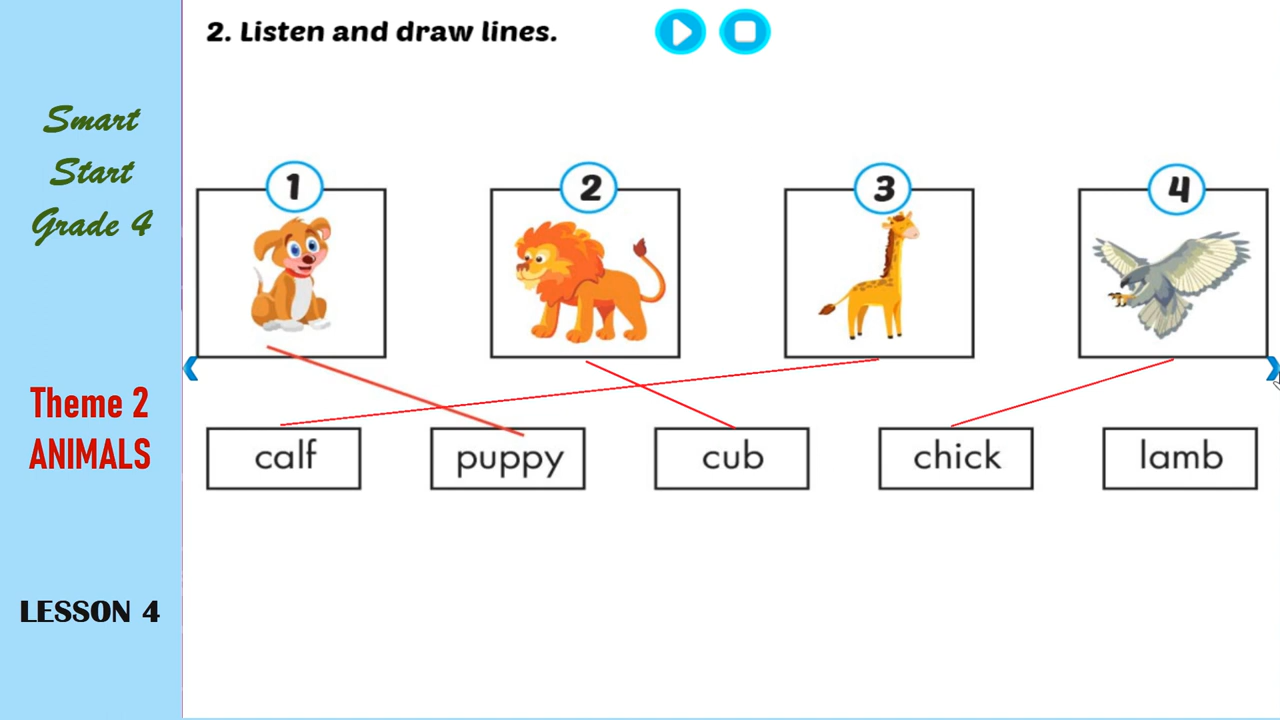 2. Listen and draw lines.
Smart
Start
Grade 4
1
2
3
4
Theme 2
ANIMALS
calf
puppy
cub
chick
lamb
LESSON 4